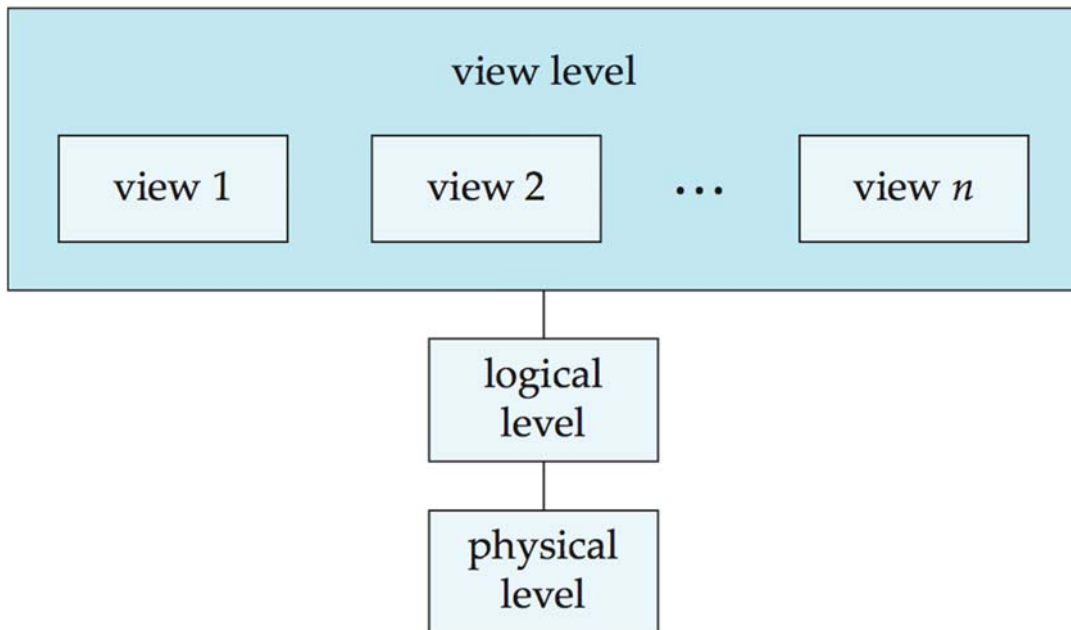 view level
view 1
view 2
...
view n
logical
level
physical
level